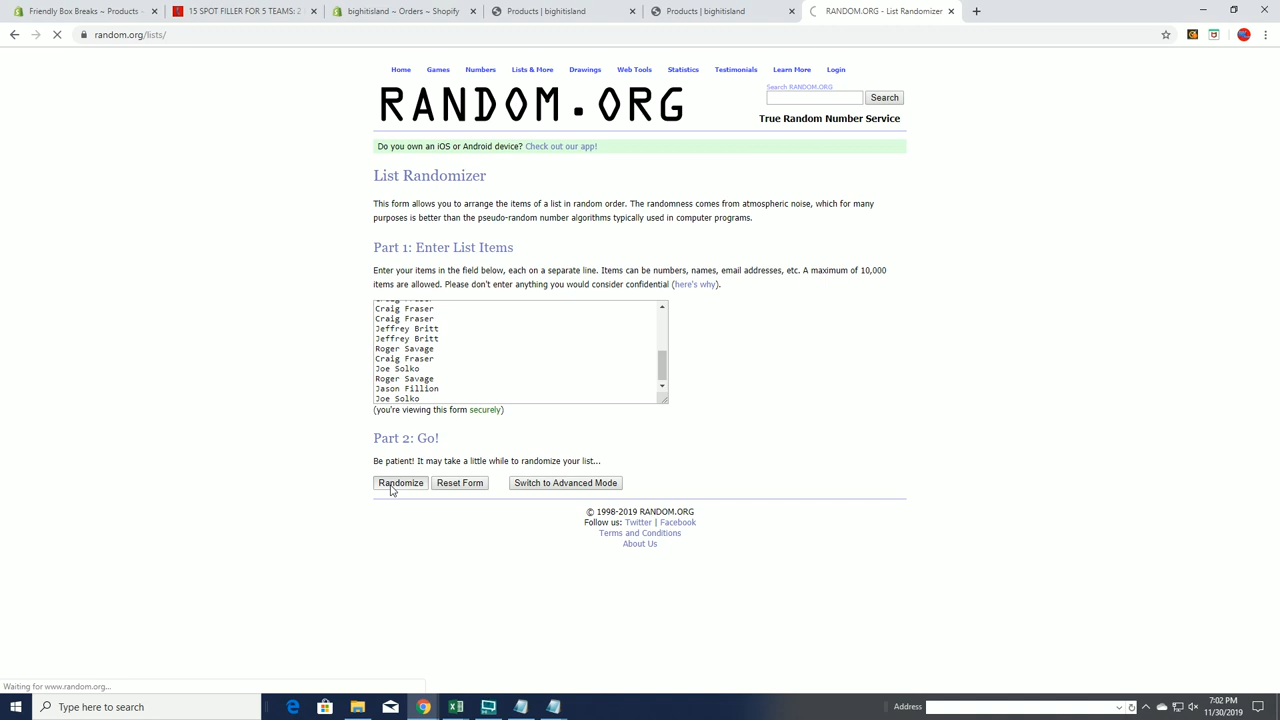 Friendly Box Breaks ~ Products ~
15 SPOT FILLER FOR 5 TEAMS: 2
bighitisland ~ Orders ~ Shopify
Products | bighitisland
Products | bighitisland
RANDOM.ORG - List Randomizer
random.org/lists/
Home Games Numbers Lists & More Drawings Web Tools Statistics Testimonials Learn More Login
RANDOM.ORG
Search RANDOM.ORG
Search
True Random Number Service
Do you own an iOS or Android device? Check out our app!
List Randomizer
This form allows you to arrange the items of a list in random order. The randomness comes from atmospheric noise, which for many
purposes is better than the pseudo-random number algorithms typically used in computer programs.
Part 1: Enter List Items
Enter your items in the field below, each on a separate line. Items can be numbers, names, email addresses, etc. A maximum of 10,000
items are allowed. Please don't enter anything you would consider confidential (here's why).
Craig Fraser
Craig Fraser
Craig Fraser
Jeffrey Britt
Jeffrey Britt
Roger Savage
Craig Fraser
Joe Solko
Roger Savage
Jason Fillion
Joe Solko
(you're viewing this form securely)
Part 2: Go!
Be patient! It may take a little while to randomize your list...
Randomize Reset Form Switch to Advanced Mode
© 1998-2019 RANDOM.ORG
Follow us: Twitter | Facebook
Terms and Conditions
About Us
Waiting for www.random.org...
Type here to search
Address
7:02 PM
11/30/2019